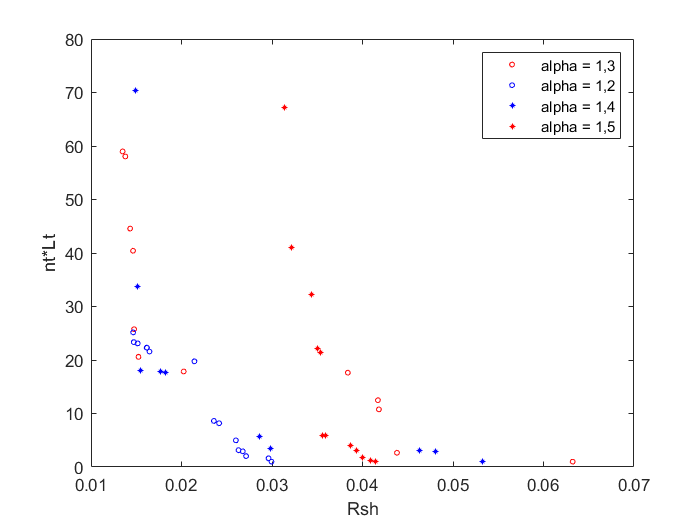 80
70
60
50
40
30
20
10
0
nt*Lt
alpha = 1,3
alpha = 1,2
alpha = 1,4
alpha = 1,5
0.01 0.02 0.03 0.04 0.05 0.06 0.07
Rsh